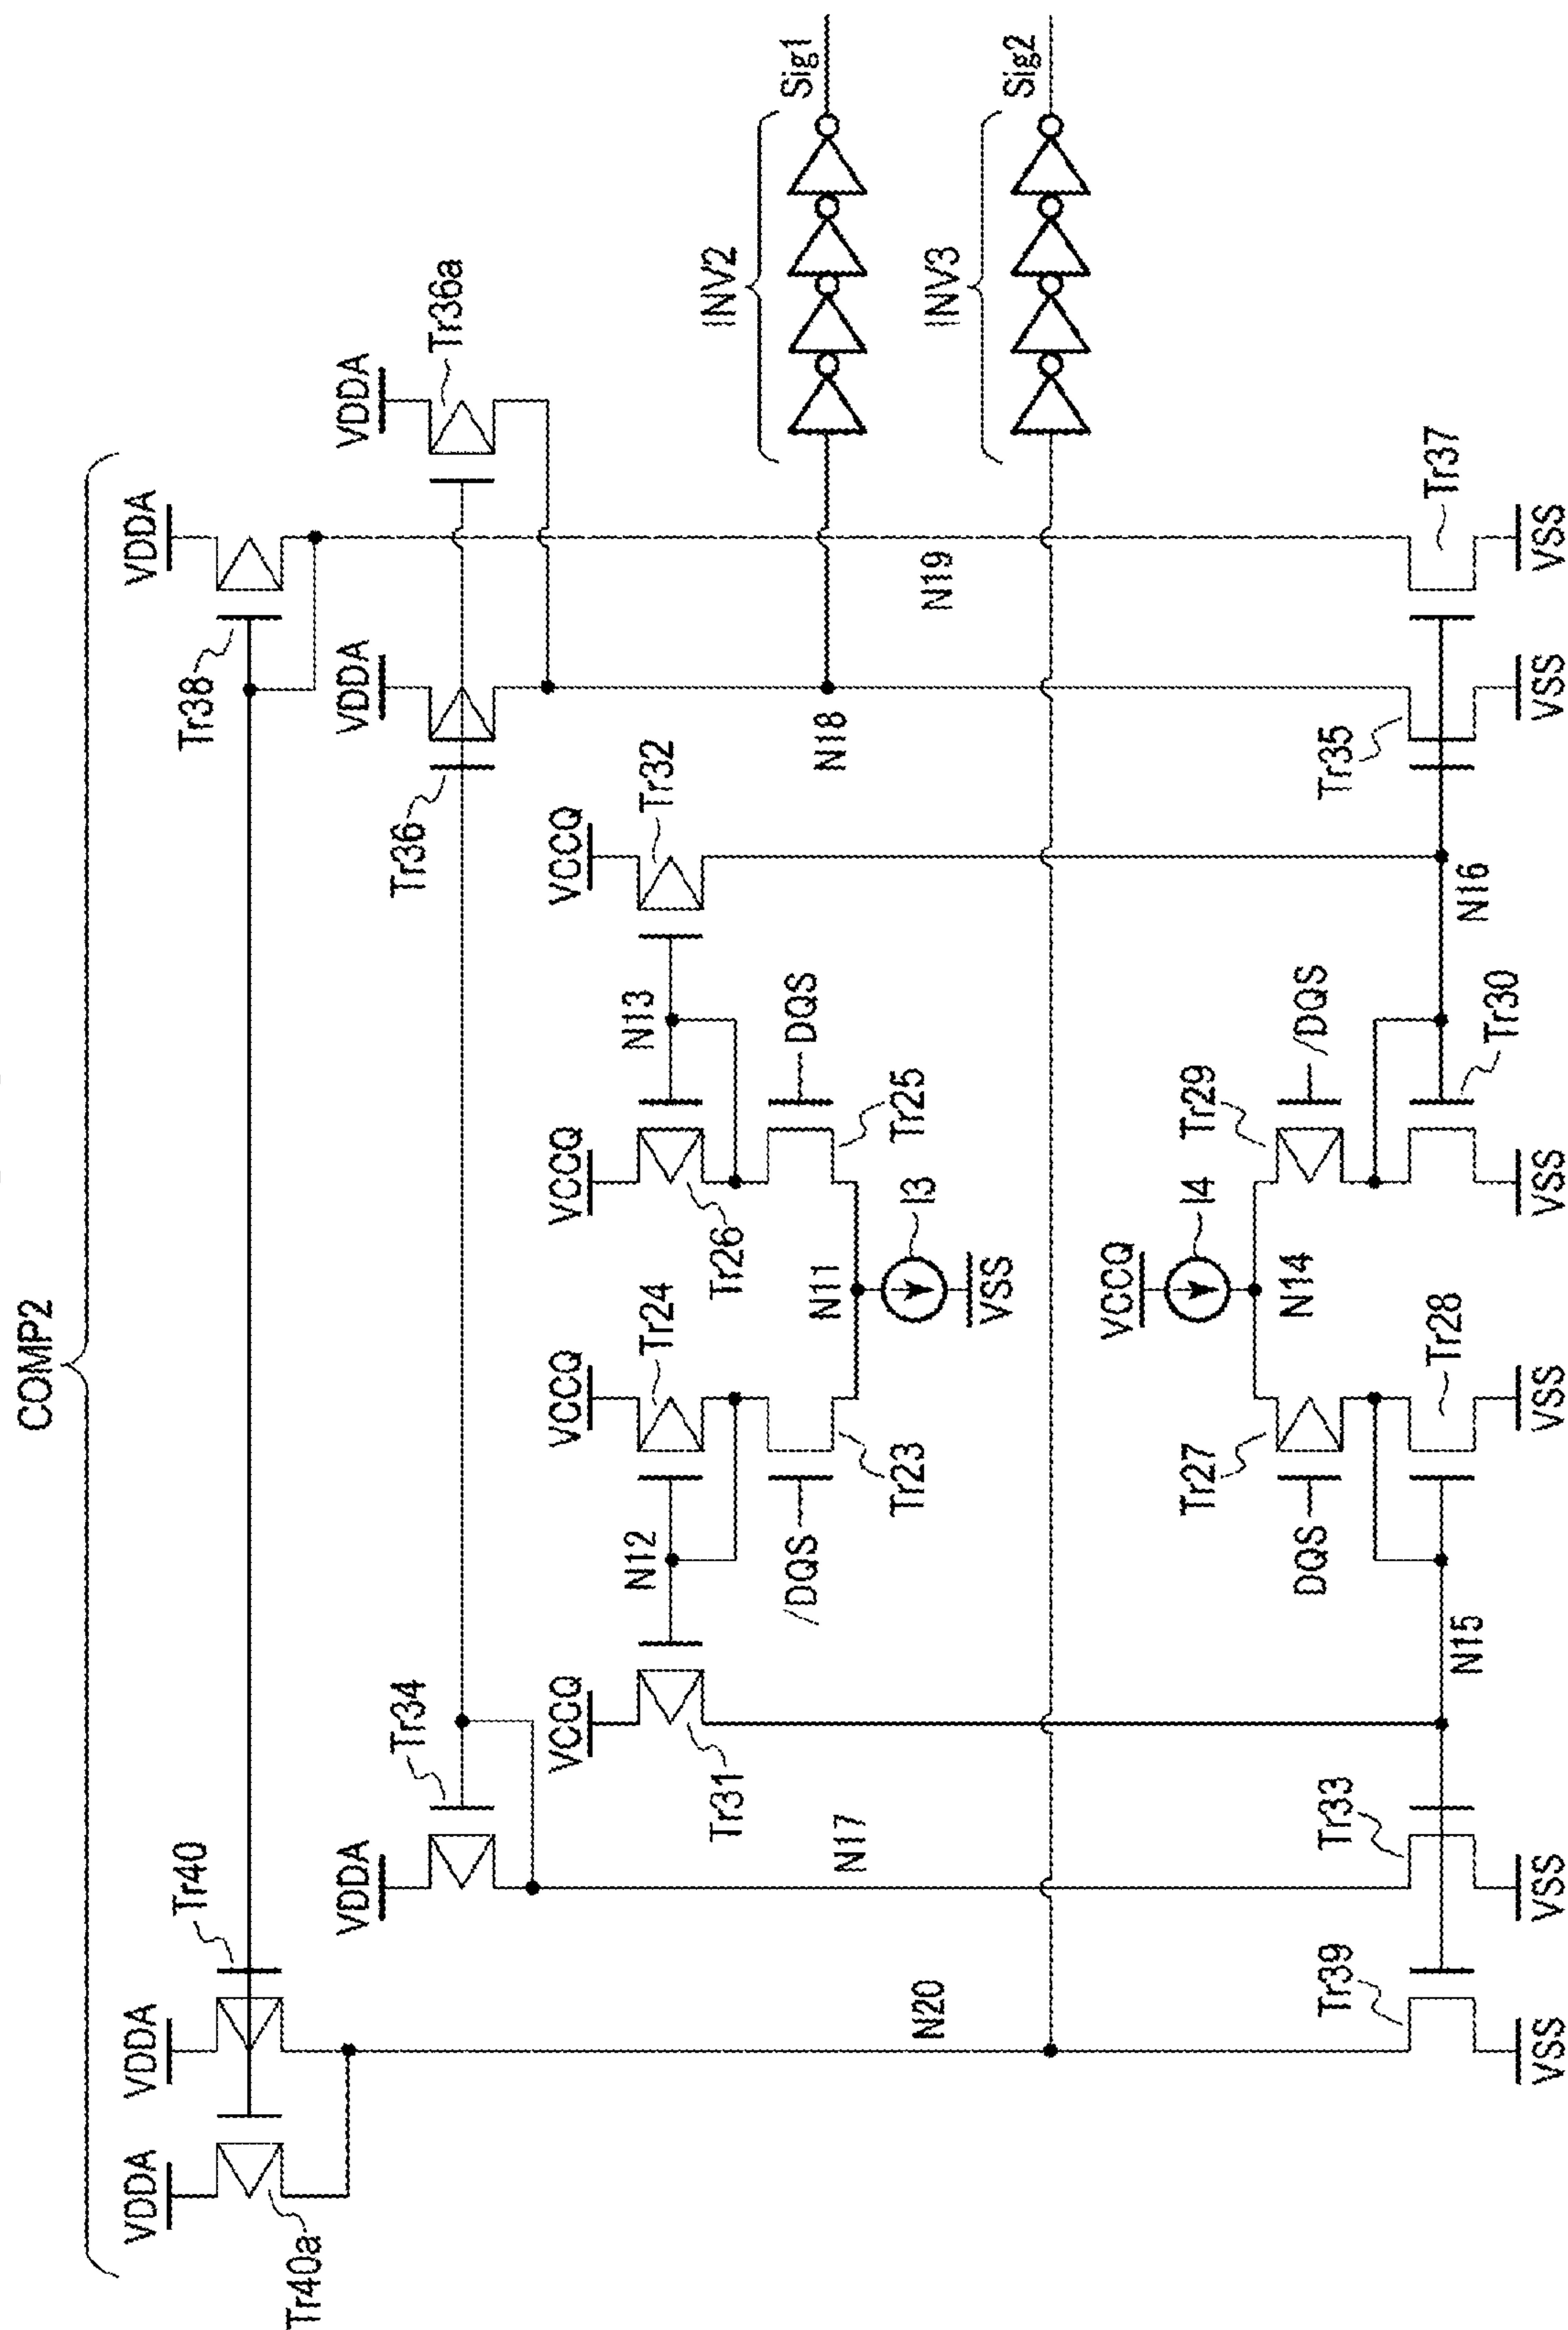 COMP2
VDDA
VDDA
VDDA
Tr40a
Tr40
Tr38
VDDA
VDDA
VDDA
Tr34
Tr36
Tr36a
VCCQ
VCCQ
VCCQ
VCCQ
Tr31
N12
Tr24
Tr26
N13
Tr32
/DQS
DQS
Tr23
N11
Tr25
I3
VSS
N20
N17
N18
N19
INV2
Sig1
INV3
Sig2
VCCQ
I4
N14
DQS
Tr27
Tr29
/DQS
Tr39
Tr33
N15
Tr28
Tr30
N16
Tr35
Tr37
VSS
VSS
VSS
VSS
VSS
VSS